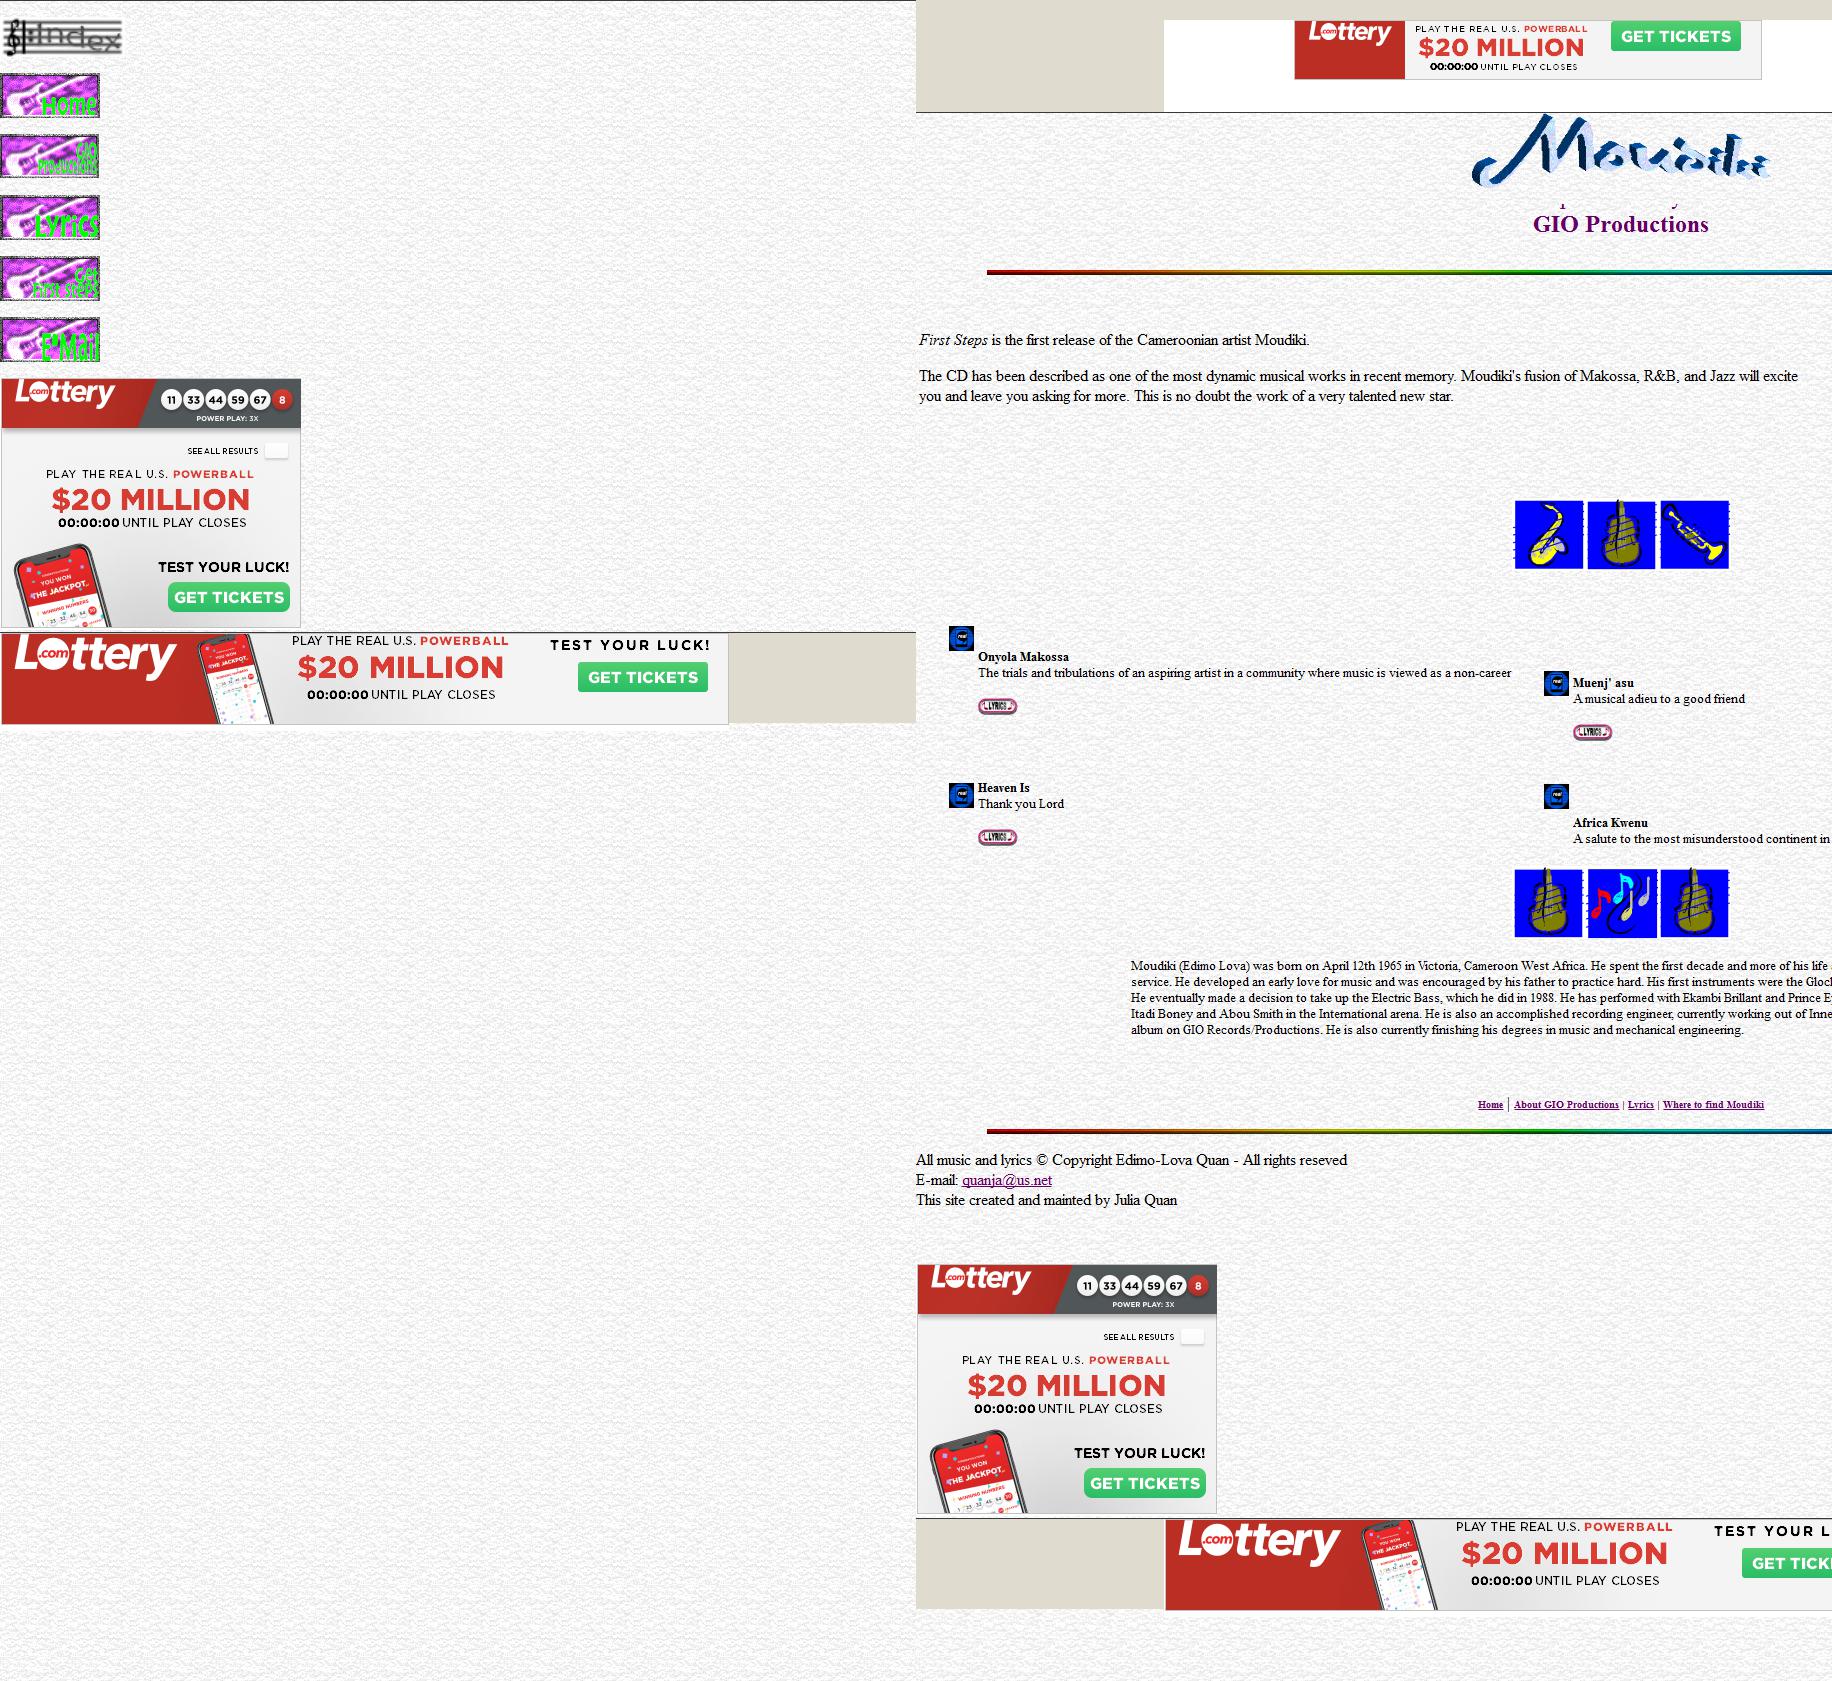 Index
Home
GIO
Productions
Lyrics
Get
First Steps
E'Mail
Lottery.com
11 33 44 59 67 8
POWER PLAY: 3X
SEE ALL RESULTS
PLAY THE REAL U.S. POWERBALL
$20 MILLION
00:00:00 UNTIL PLAY CLOSES
YOU WON
THE JACKPOT
WINNING NUMBERS
TEST YOUR LUCK!
GET TICKETS
Lottery.com
PLAY THE REAL U.S. POWERBALL
$20 MILLION
00:00:00 UNTIL PLAY CLOSES
TEST YOUR LUCK!
GET TICKETS
Lottery.com
PLAY THE REAL U.S. POWERBALL
$20 MILLION
00:00:00 UNTIL PLAY CLOSES
GET TICKETS
Moudiki
GIO Productions
First Steps is the first release of the Cameroonian artist Moudiki.
The CD has been described as one of the most dynamic musical works in recent memory. Moudiki's fusion of Makossa, R&B, and Jazz will excite
you and leave you asking for more. This is no doubt the work of a very talented new star.
real
Onyola Makossa
The trials and tribulations of an aspiring artist in a community where music is viewed as a non-career
LYRICS
real
Muenj' asu
A musical adieu to a good friend
LYRICS
real
Heaven Is
Thank you Lord
LYRICS
real
Africa Kwenu
A salute to the most misunderstood continent in
Moudiki (Edimo Lova) was born on April 12th 1965 in Victoria, Cameroon West Africa. He spent the first decade and more of his life
service. He developed an early love for music and was encouraged by his father to practice hard. His first instruments were the Gloc
He eventually made a decision to take up the Electric Bass, which he did in 1988. He has performed with Ekambi Brillant and Prince E
Itadi Boney and Abou Smith in the International arena. He is also an accomplished recording engineer, currently working out of Inne
album on GIO Records/Productions. He is also currently finishing his degrees in music and mechanical engineering.
Home | About GIO Productions | Lyrics | Where to find Moudiki
All music and lyrics © Copyright Edimo-Lova Quan - All rights reseved
E-mail: quanja@us.net
This site created and mainted by Julia Quan
Lottery.com
11 33 44 59 67 8
POWER PLAY: 3X
SEE ALL RESULTS
PLAY THE REAL U.S. POWERBALL
$20 MILLION
00:00:00 UNTIL PLAY CLOSES
YOU WON
THE JACKPOT
WINNING NUMBERS
TEST YOUR LUCK!
GET TICKETS
Lottery.com
PLAY THE REAL U.S. POWERBALL
$20 MILLION
00:00:00 UNTIL PLAY CLOSES
TEST YOUR L
GET TICK